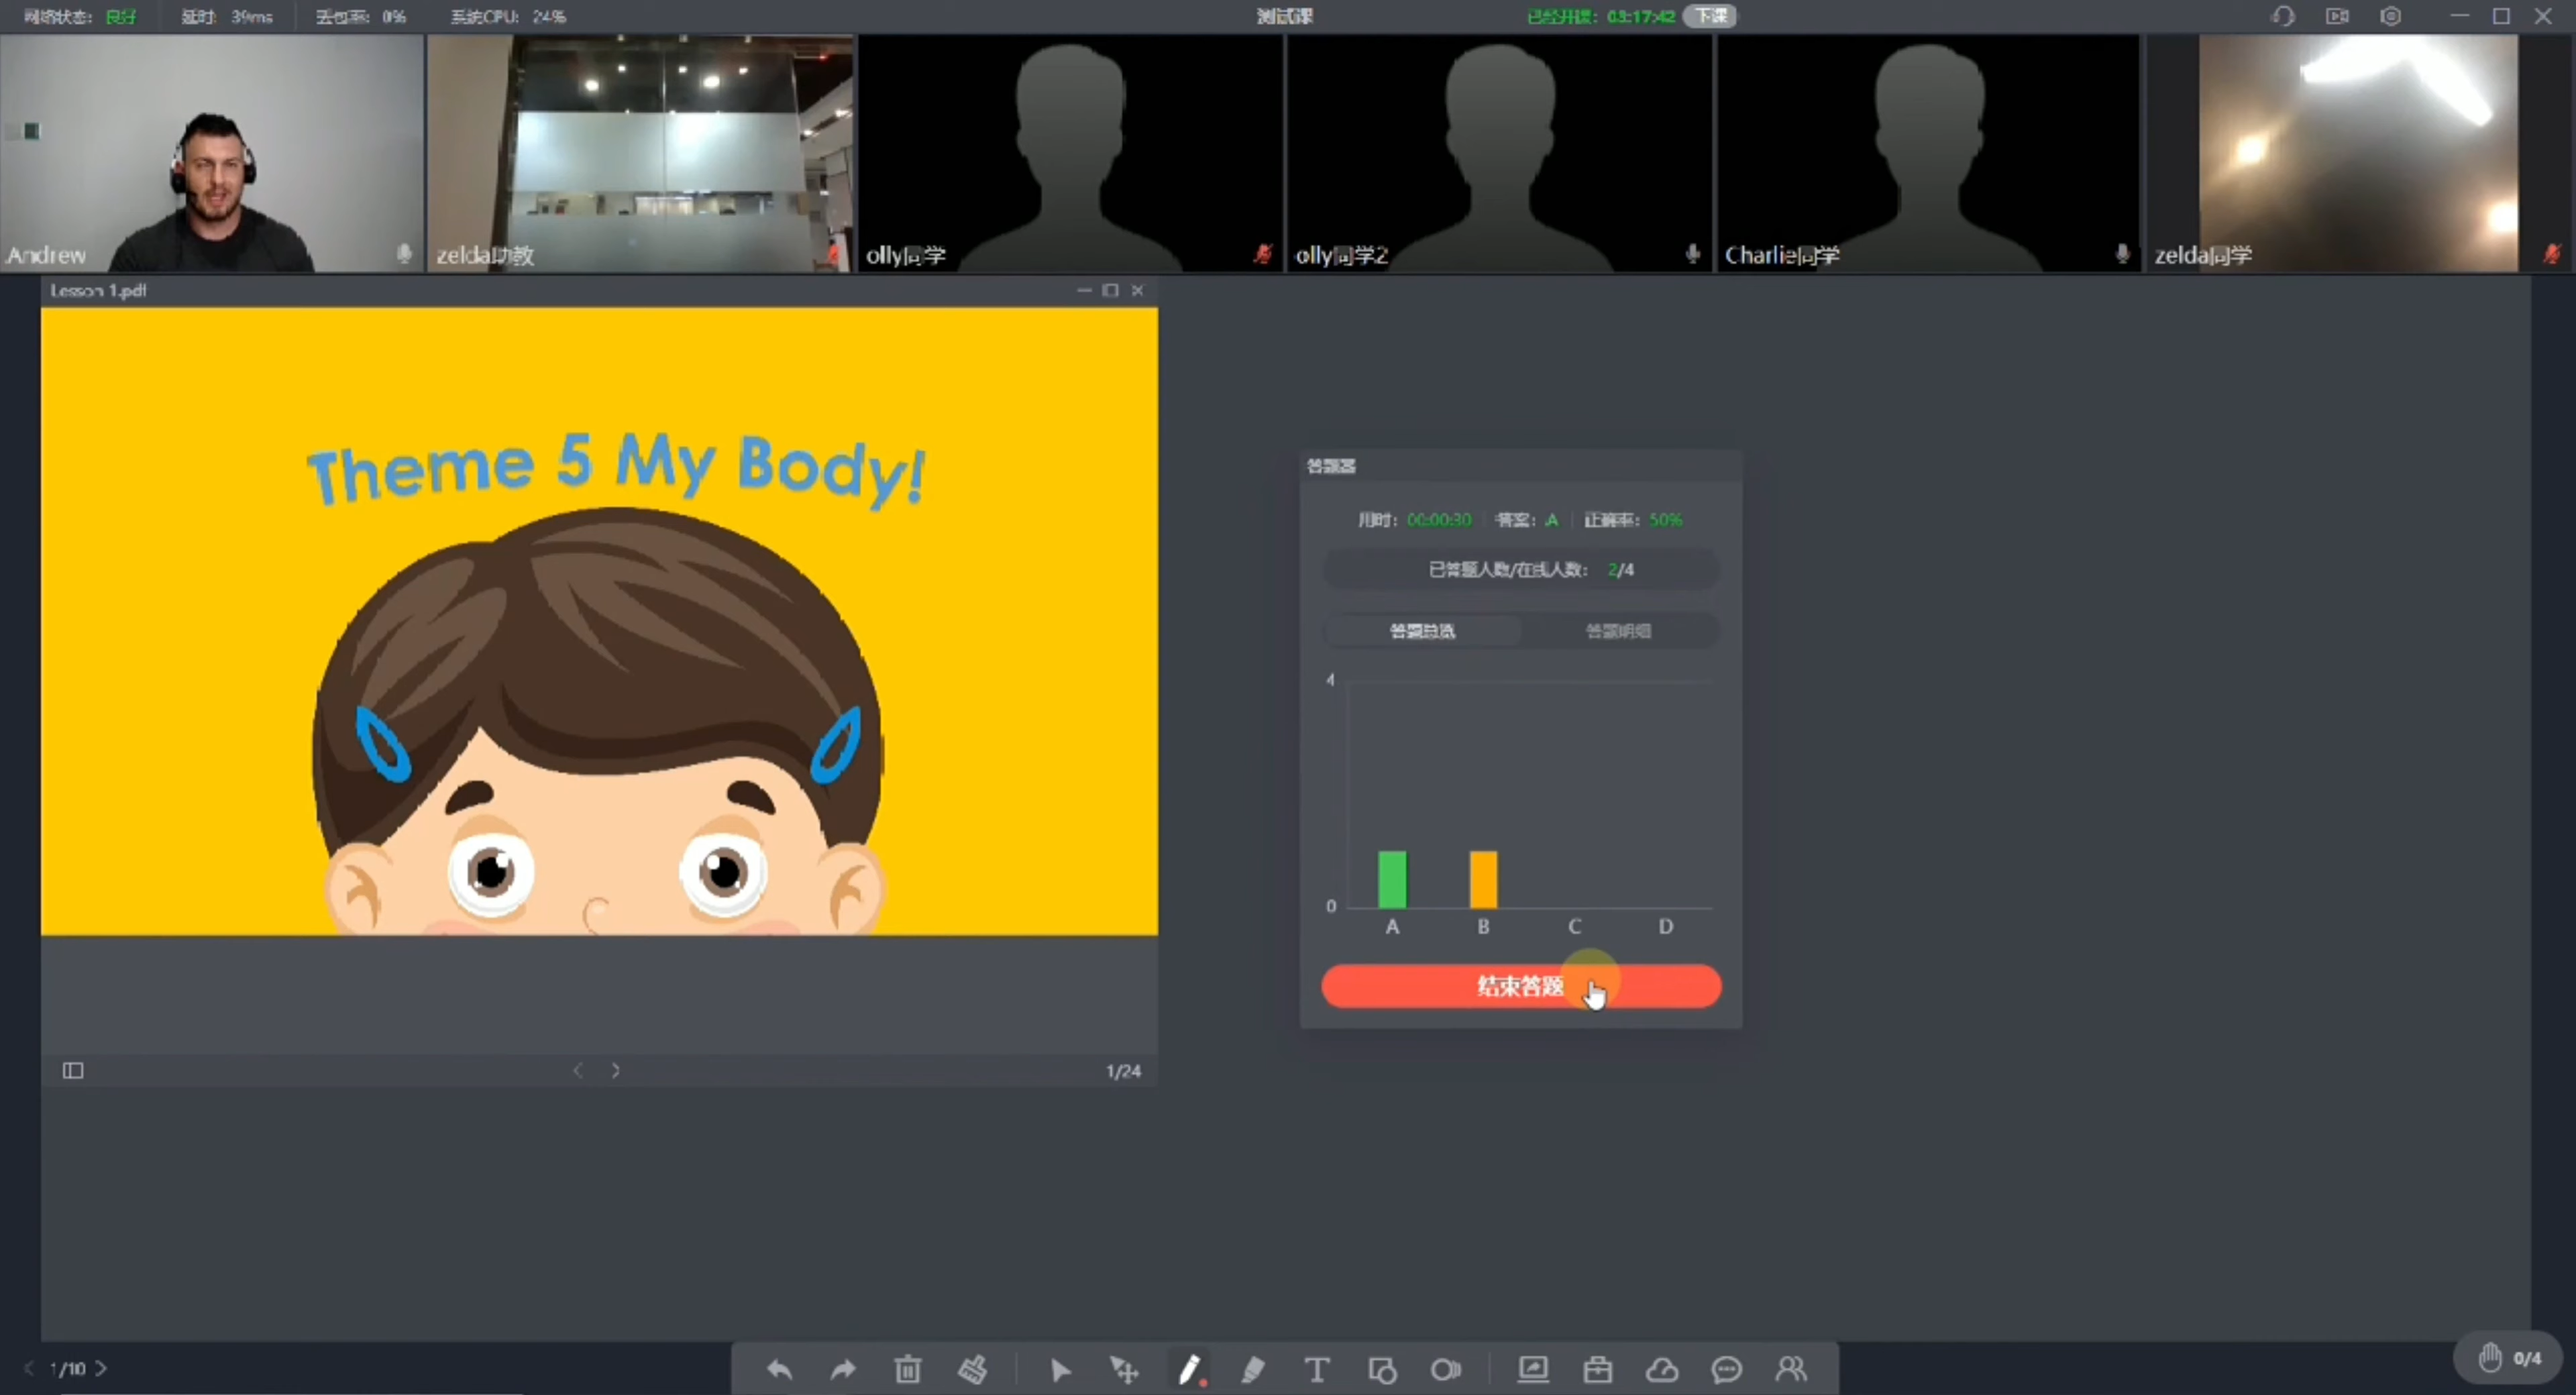 网络状态: 良好 延时: 39ms 丢包率: 0% 系统CPU: 24% 测试课 已经开课: 03:17:42 下课
Andrew zelda助教 olly同学 olly同学2 Charlie同学 zelda同学
Lesson 1.pdf
Theme 5 My Body!
答题器
用时: 00:00:30 答案: A 正确率: 50%
已答题人数/在线人数: 2/4
答题总览 答题明细
4
0
A B C D
结束答题
1/24
1/10
T
0/4